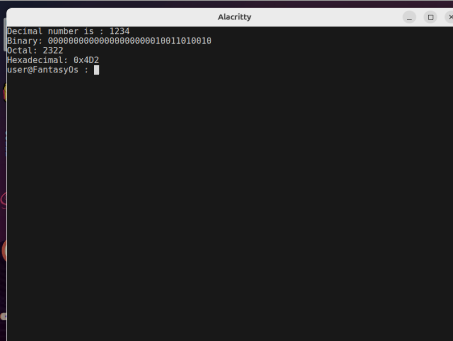 Alacritty
Decimal number is : 1234
Binary: 00000000000000000000010011010010
Octal: 2322
Hexadecimal: 0x4D2
user@FantasyOs :